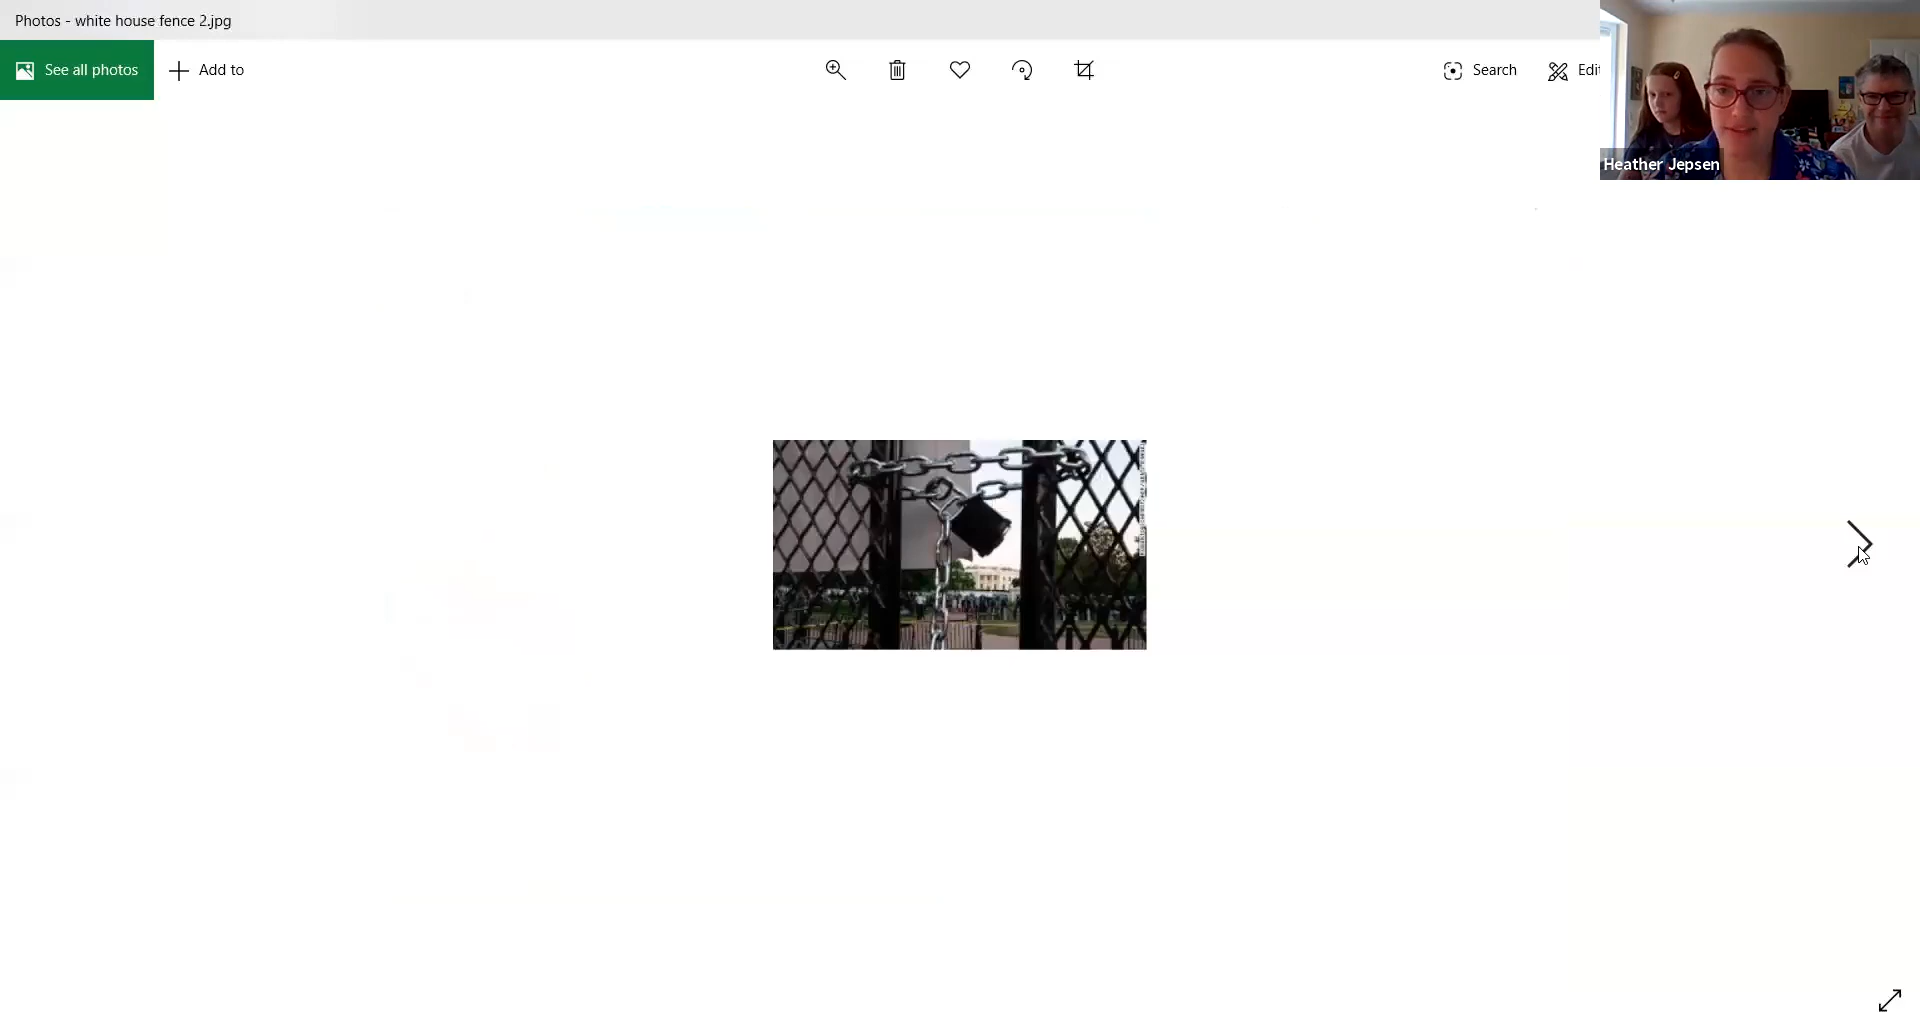 Photos - white house fence 2.jpg
See all photos
Add to
Search
Edit
Heather Jepsen